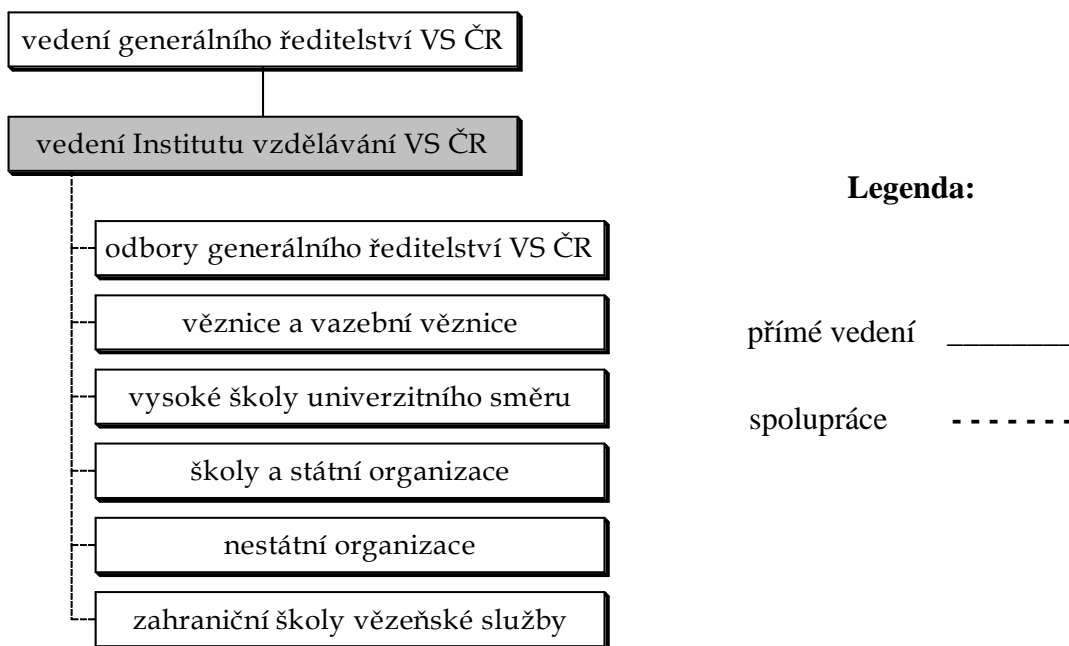 vedení generálního ředitelství VS ČR
vedení Institutu vzdělávání VS ČR
Legenda:
odbory generálního ředitelství VS ČR
věznice a vazební věznice
přímé vedení
vysoké školy univerzitního směru
spolupráce
školy a státní organizace
nestátní organizace
zahraniční školy vězeňské služby